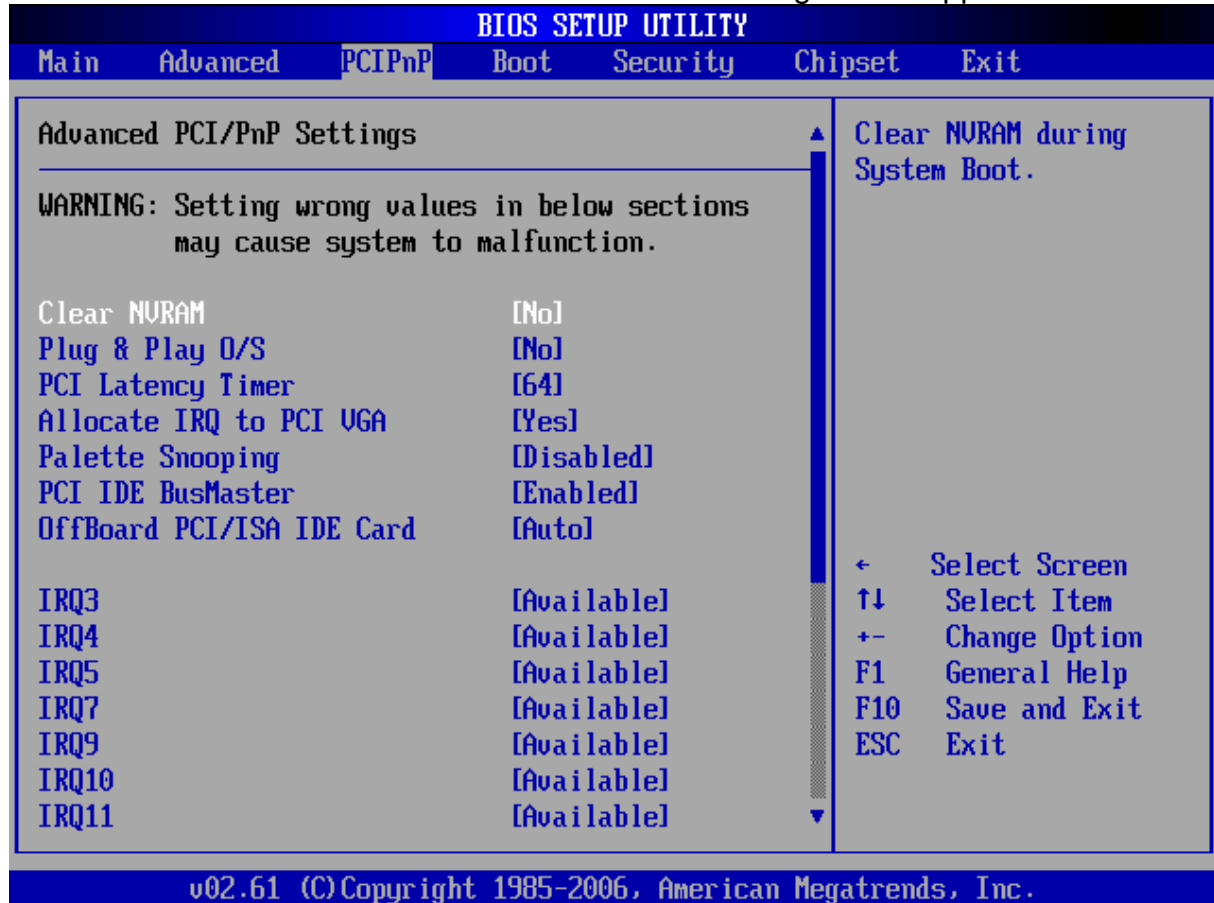 BIOS SETUP UTILITY
Main Advanced PCIPnP Boot Security Chipset Exit
Advanced PCI/PnP Settings
WARNING: Setting wrong values in below sections
may cause system to malfunction.
Clear NVRAM [No]
Plug & Play O/S [No]
PCI Latency Timer [64]
Allocate IRQ to PCI VGA [Yes]
Palette Snooping [Disabled]
PCI IDE BusMaster [Enabled]
OffBoard PCI/ISA IDE Card [Auto]
IRQ3 [Available]
IRQ4 [Available]
IRQ5 [Available]
IRQ7 [Available]
IRQ9 [Available]
IRQ10 [Available]
IRQ11 [Available]
Clear NVRAM during
System Boot.
← Select Screen
↑↓ Select Item
+- Change Option
F1 General Help
F10 Save and Exit
ESC Exit
v02.61 (C)Copyright 1985-2006, American Megatrends, Inc.